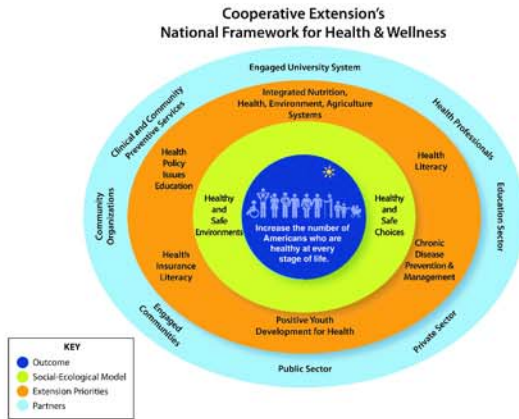 Cooperative Extension's
National Framework for Health & Wellness
Engaged University System
Clinical and Community
Preventive Services
Health Professionals
Integrated Nutrition,
Health, Environment, Agriculture
Systems
Health
Policy
Issues
Education
Health
Literacy
Community
Organizations
Education Sector
Healthy
and
Safe
Environments
Increase the number of
Americans who are
healthy at every
stage of life.
Healthy
and
Safe
Choices
Health
Insurance
Literacy
Chronic
Disease
Prevention &
Management
Positive Youth
Development for Health
Engaged
Communities
Public Sector
Private Sector
KEY
Outcome
Social-Ecological Model
Extension Priorities
Partners